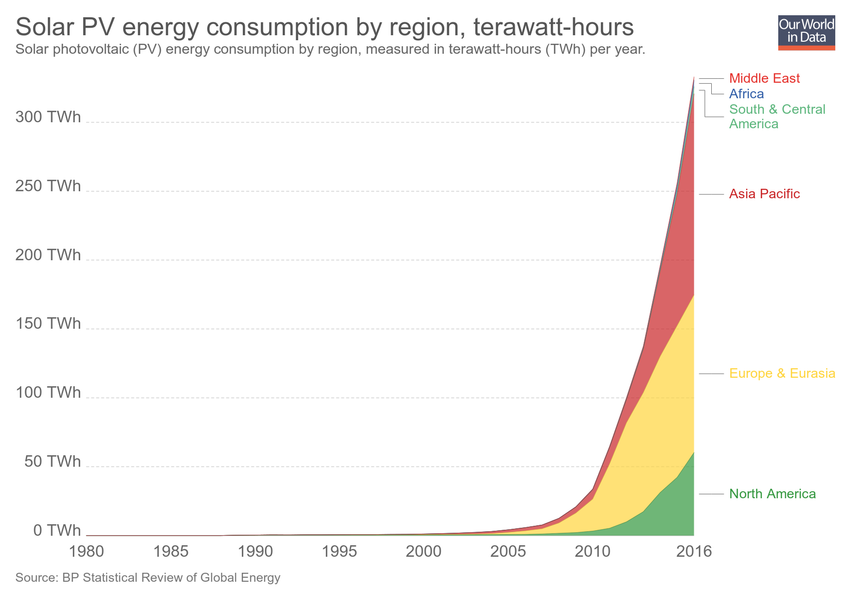 Solar PV energy consumption by region, terawatt-hours
Solar photovoltaic (PV) energy consumption by region, measured in terawatt-hours (TWh) per year.
Our World
in Data
Middle East
Africa
South & Central
America
300 TWh
Asia Pacific
250 TWh
200 TWh
150 TWh
Europe & Eurasia
100 TWh
50 TWh
North America
0 TWh
1980 1985 1990 1995 2000 2005 2010 2016
Source: BP Statistical Review of Global Energy